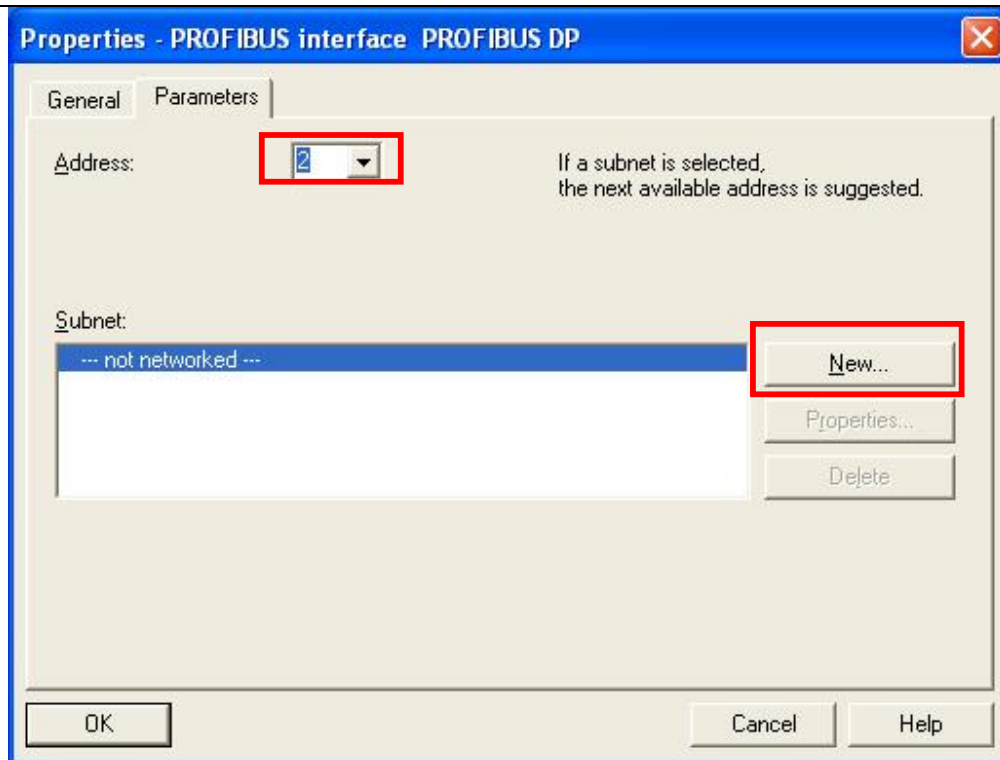 Properties - PROFIBUS interface PROFIBUS DP
General Parameters
Address: 2
If a subnet is selected,
the next available address is suggested.
Subnet:
--- not networked ---
New...
Properties...
Delete
OK Cancel Help